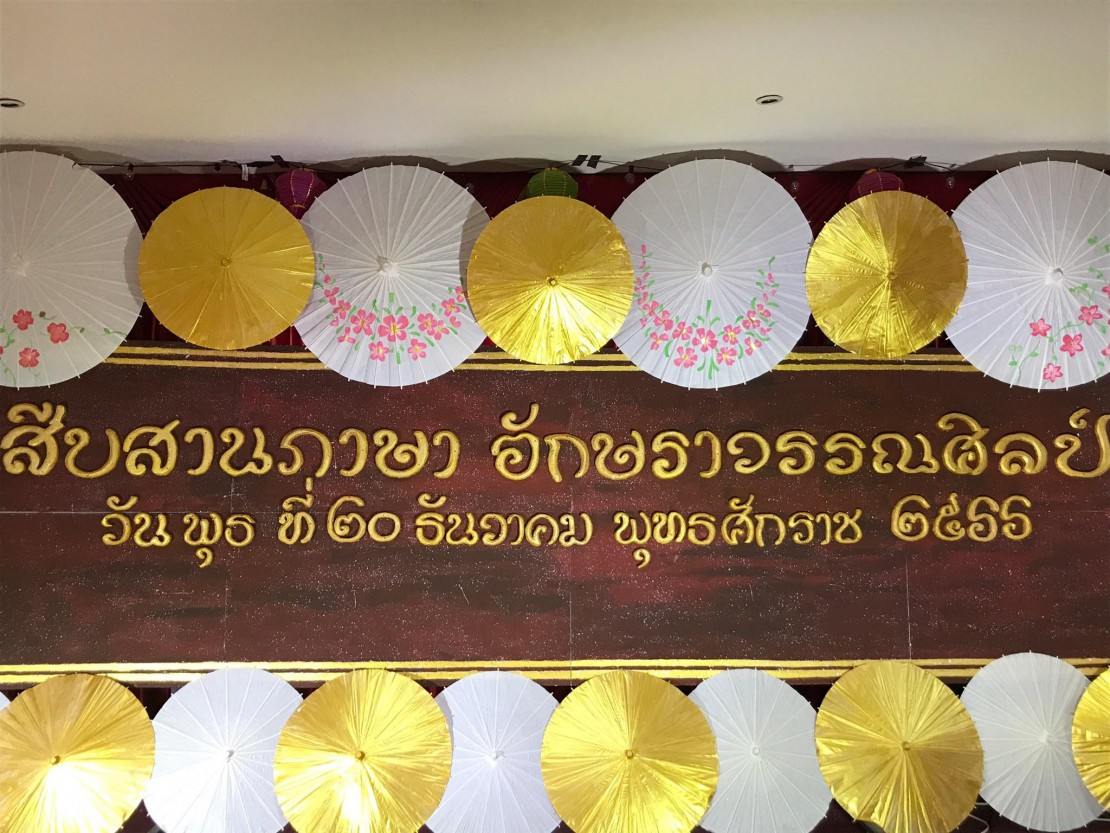 สืบสานภาษา อักษราวรรณศิลป์
วัน พุธ ที่ ๒๐ ธันวาคม พุทธศักราช ๒๕๖๖